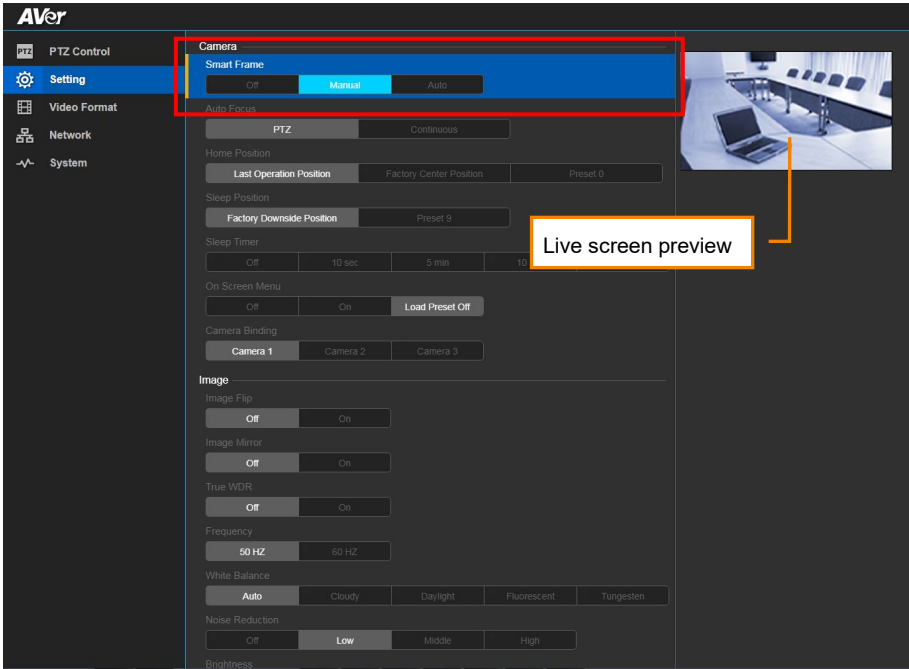 AVer
PTZ PTZ Control
Setting
Video Format
Network
System
Camera
Smart Frame
Off Manual Auto
Auto Focus
PTZ Continuous
Home Position
Last Operation Position Factory Center Position Preset 0
Sleep Position
Factory Downside Position Preset 9
Sleep Timer
Off 10 sec 5 min 10
Live screen preview
On Screen Menu
Off On Load Preset Off
Camera Binding
Camera 1 Camera 2 Camera 3
Image
Image Flip
Off On
Image Mirror
Off On
True WDR
Off On
Frequency
50 HZ 60 HZ
White Balance
Auto Cloudy Daylight Fluorescent Tungesten
Noise Reduction
Off Low Middle High
Brightness